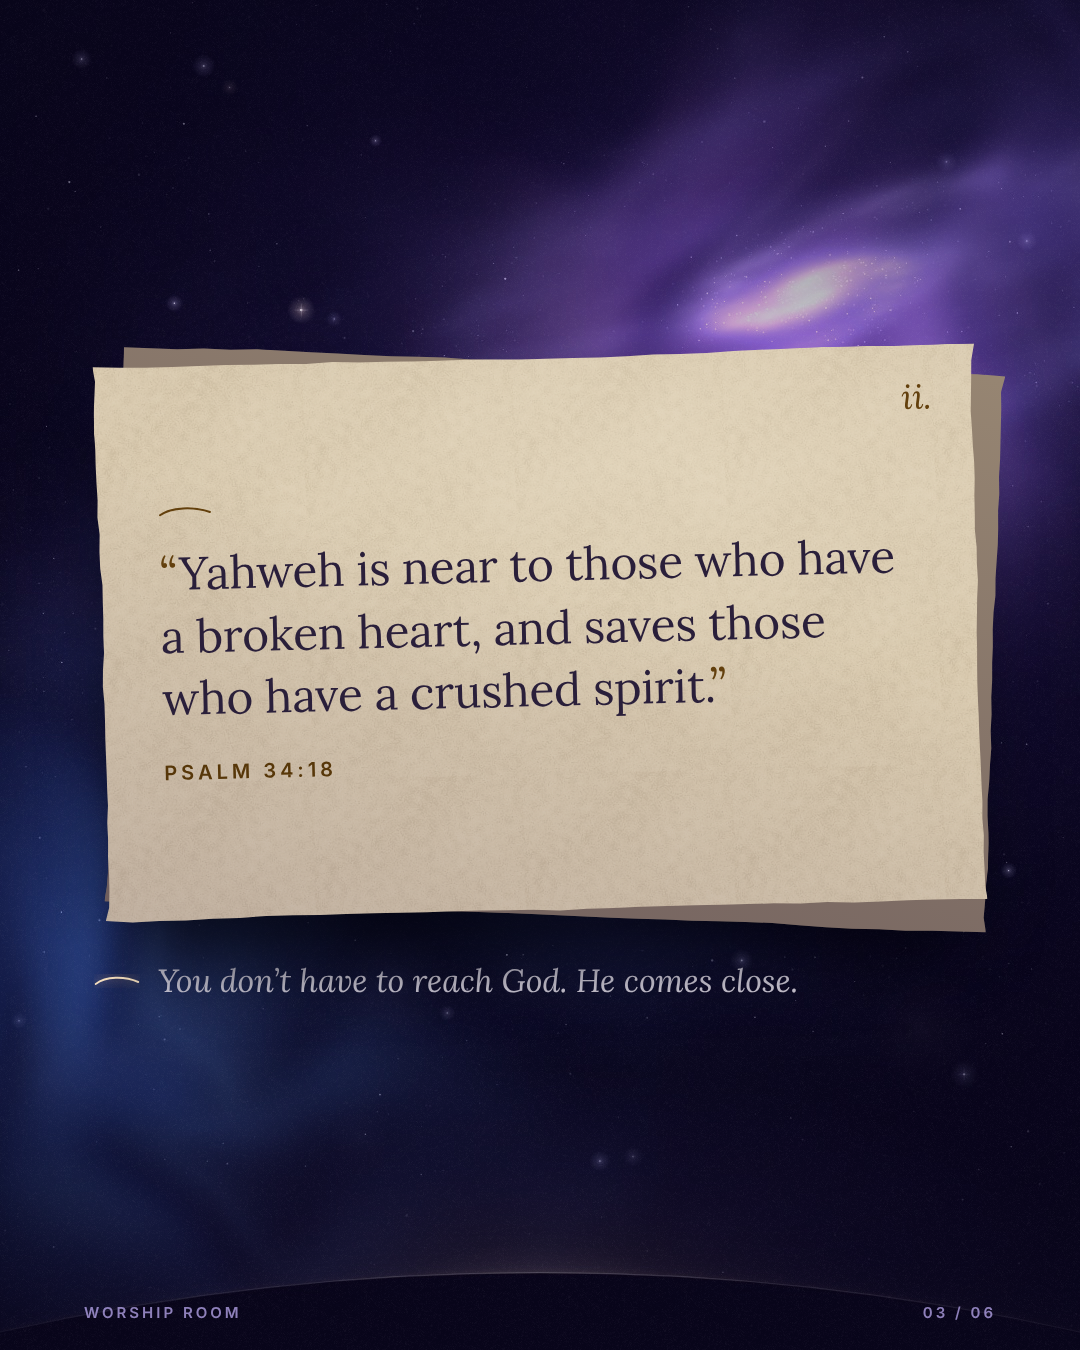 ii.
“Yahweh is near to those who have
a broken heart, and saves those
who have a crushed spirit.”
PSALM 34:18
You don’t have to reach God. He comes close.
WORSHIP ROOM
03 / 06